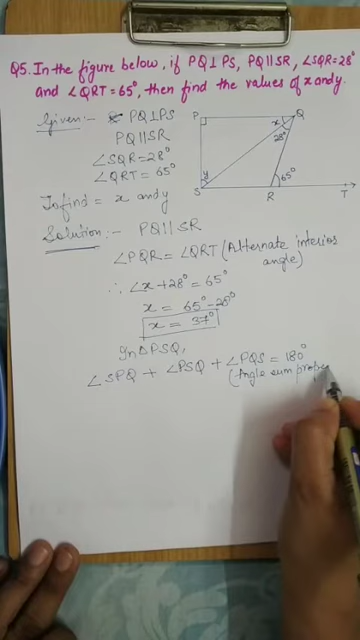 Q5. In the figure below, if PQ⊥PS, PQ∥SR, ∠SQR=28°
and ∠QRT=65°, then find the values of x and y.
Given:- PQ⊥PS
PQ∥SR
∠SQR=28°
∠QRT=65°
To find = x and y
P
Q
x
28°
y
65°
S
R
T
Solution:- PQ∥SR
∠PQR=∠QRT (Alternate interior
angle)
∴ ∠x+28°=65°
x = 65°-28°
x = 37°
In △PSQ,
∠SPQ + ∠PSQ + ∠PQS = 180°
(Angle sum prope